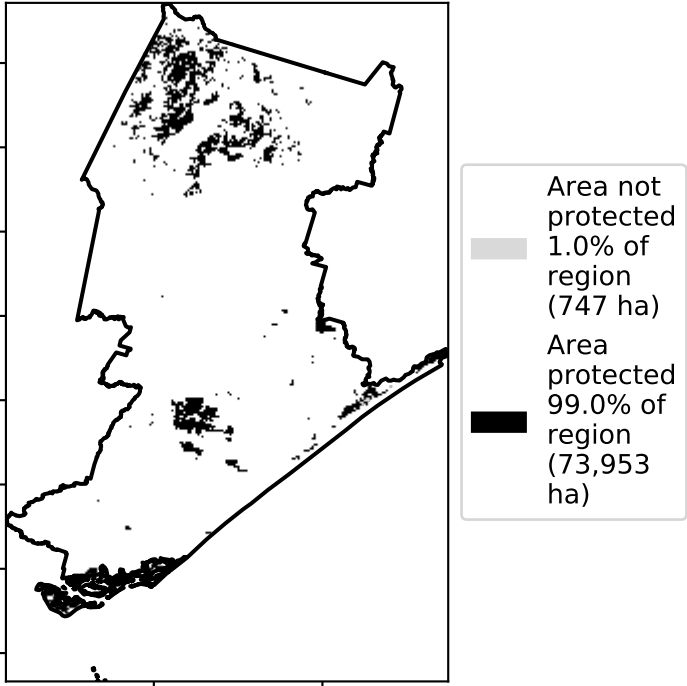 Area not
protected
1.0% of
region
(747 ha)
Area
protected
99.0% of
region
(73,953
ha)